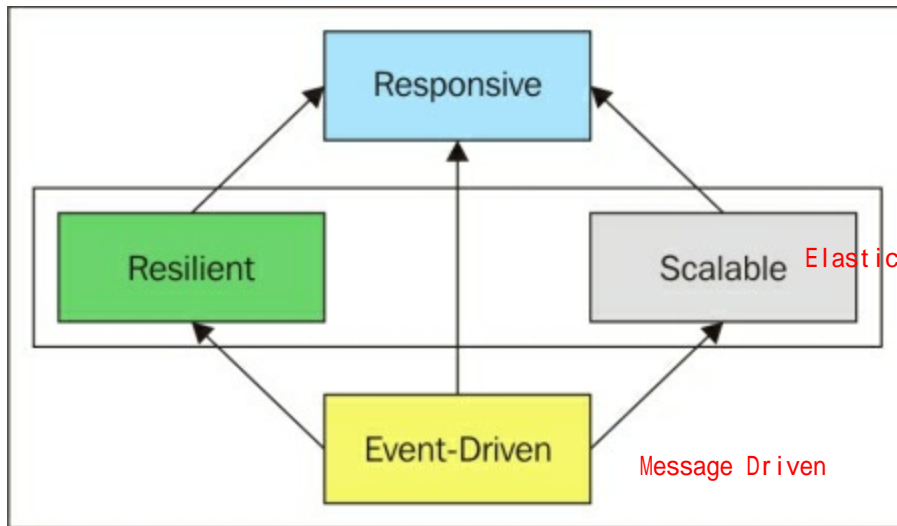 Responsive
Resilient
Scalable Elastic
Event-Driven
Message Driven